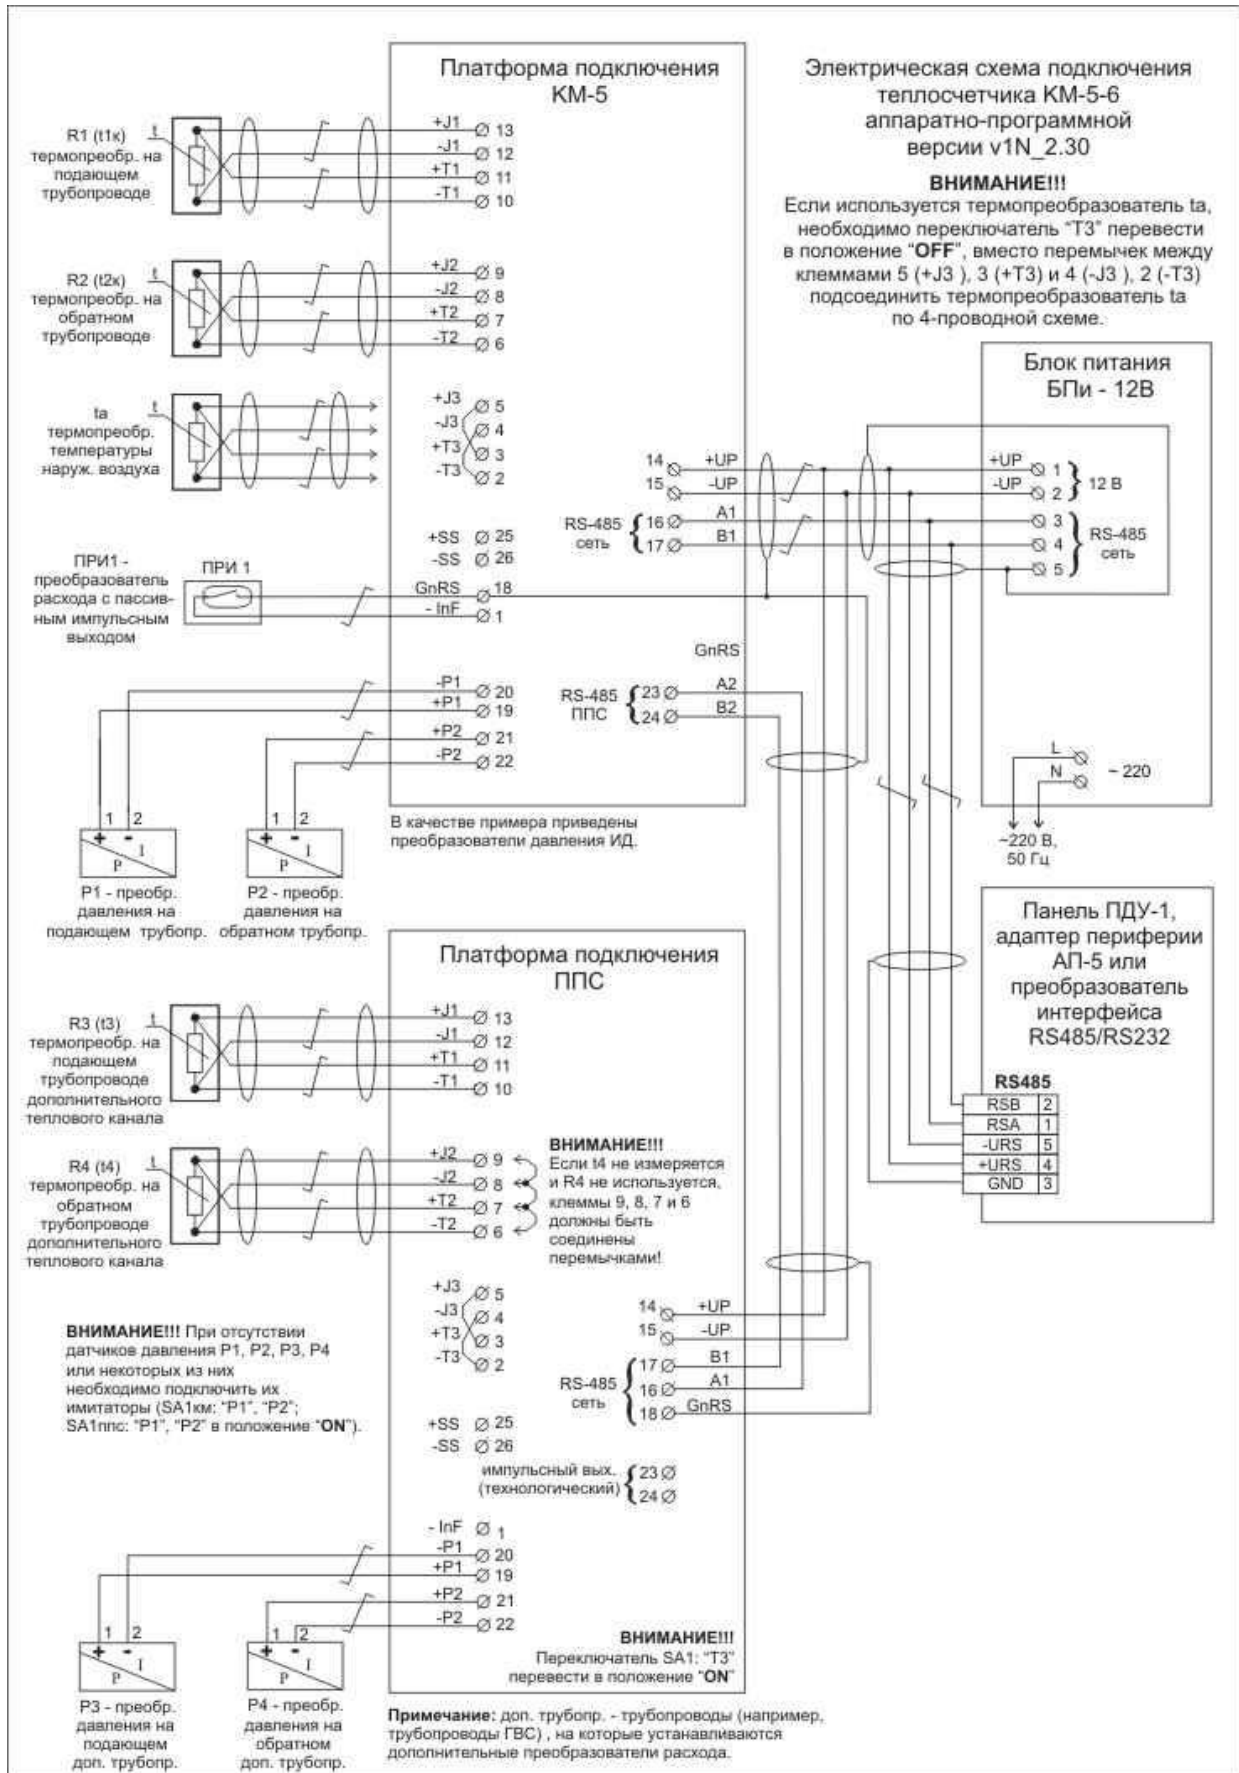 Платформа подключения
КМ-5
Электрическая схема подключения
теплосчетчика КМ-5-6
аппаратно-программной
версии v1N_2.30
ВНИМАНИЕ!!!
Если используется термопреобразователь ta,
необходимо переключатель “Т3” перевести
в положение “OFF”, вместо перемычек между
клеммами 5 (+J3 ), 3 (+Т3) и 4 (-J3 ), 2 (-Т3)
подсоединить термопреобразователь ta
по 4-проводной схеме.
R1 (t1к)
термопреобр. на
подающем
трубопроводе
t
+J1 13
-J1 12
+T1 11
-T1 10
R2 (t2к)
термопреобр. на
обратном
трубопроводе
t
+J2 9
-J2 8
+T2 7
-T2 6
ta
термопреобр.
температуры
наруж. воздуха
t
+J3 5
-J3 4
+T3 3
-T3 2
+SS 25
-SS 26
ПРИ1 -
преобразователь
расхода с пассив-
ным импульсным
выходом
ПРИ 1
GnRS 18
- InF 1
14 +UP
15 -UP
RS-485
сеть
16 A1
17 B1
GnRS
RS-485
ППС
23 A2
24 B2
-P1 20
+P1 19
+P2 21
-P2 22
Блок питания
БПи - 12В
+UP 1
-UP 2
12 В
3
4
5
RS-485
сеть
L
N
~ 220
~220 В,
50 Гц
1 2
+ -
P I
P1 - преобр.
давления на
подающем трубопр.
1 2
+ -
P I
P2 - преобр.
давления на
обратном трубопр.
В качестве примера приведены
преобразователи давления ИД.
Панель ПДУ-1,
адаптер периферии
АП-5 или
преобразователь
интерфейса
RS485/RS232
RS485
RSB 2
RSA 1
-URS 5
+URS 4
GND 3
Платформа подключения
ППС
R3 (t3)
термопреобр. на
подающем
трубопроводе
дополнительного
теплового канала
t
+J1 13
-J1 12
+T1 11
-T1 10
R4 (t4)
термопреобр. на
обратном
трубопроводе
дополнительного
теплового канала
t
+J2 9
-J2 8
+T2 7
-T2 6
ВНИМАНИЕ!!!
Если t4 не измеряется
и R4 не используется,
клеммы 9, 8, 7 и 6
должны быть
соединены
перемычками!
+J3 5
-J3 4
+T3 3
-T3 2
14 +UP
15 -UP
RS-485
сеть
17 B1
16 A1
18 GnRS
ВНИМАНИЕ!!! При отсутствии
датчиков давления P1, P2, P3, P4
или некоторых из них
необходимо подключить их
имитаторы (SA1км: “P1”, “P2”;
SA1ппс: “P1”, “P2” в положение “ON”).
+SS 25
-SS 26
импульсный вых.
(технологический)
23
24
- InF 1
-P1 20
+P1 19
+P2 21
-P2 22
ВНИМАНИЕ!!!
Переключатель SA1: “Т3”
перевести в положение “ON”
1 2
+ -
P I
P3 - преобр.
давления на
подающем
доп. трубопр.
1 2
+ -
P I
P4 - преобр.
давления на
обратном
доп. трубопр.
Примечание: доп. трубопр. - трубопроводы (например,
трубопроводы ГВС) , на которые устанавливаются
дополнительные преобразователи расхода.